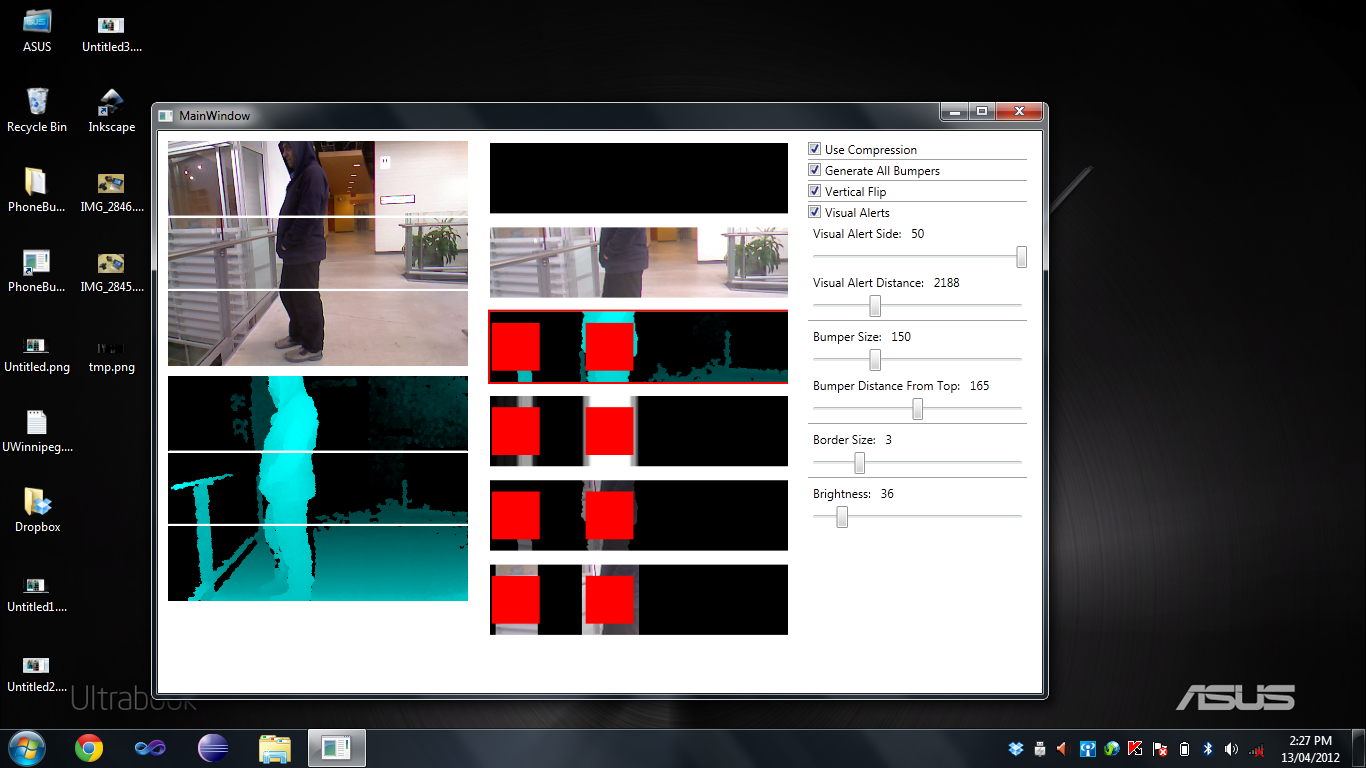 ASUS
Untitled3....
Recycle Bin
Inkscape
PhoneBu...
IMG_2846....
PhoneBu...
IMG_2845....
Untitled.png
tmp.png
UWinnipeg....
Dropbox
Untitled1....
Untitled2....
Ultrabook
MainWindow
Use Compression
Generate All Bumpers
Vertical Flip
Visual Alerts
Visual Alert Side: 50
Visual Alert Distance: 2188
Bumper Size: 150
Bumper Distance From Top: 165
Border Size: 3
Brightness: 36
ASUS
2:27 PM
13/04/2012